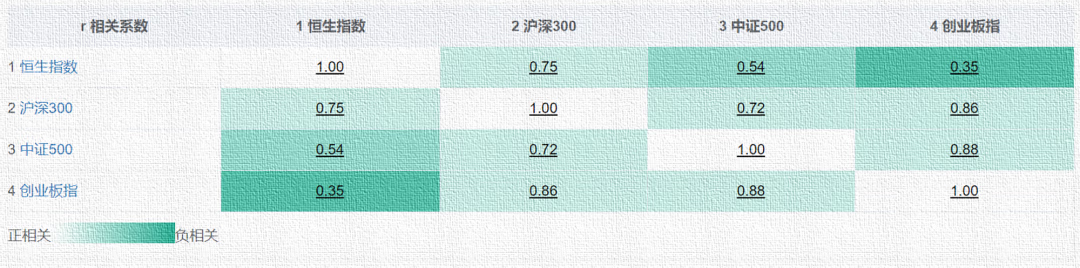 r 相关系数 1 恒生指数 2 沪深300 3 中证500 4 创业板指
1 恒生指数 1.00 0.75 0.54 0.35
2 沪深300 0.75 1.00 0.72 0.86
3 中证500 0.54 0.72 1.00 0.88
4 创业板指 0.35 0.86 0.88 1.00
正相关 负相关